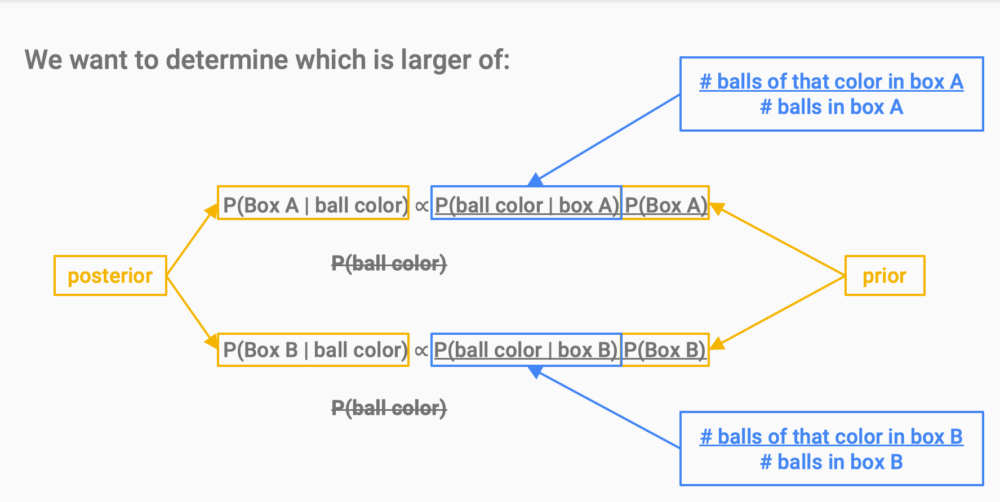 We want to determine which is larger of:
# balls of that color in box A
# balls in box A
P(Box A | ball color) ∝ P(ball color | box A) P(Box A)
P(ball color)
posterior
prior
P(Box B | ball color) ∝ P(ball color | box B) P(Box B)
P(ball color)
# balls of that color in box B
# balls in box B